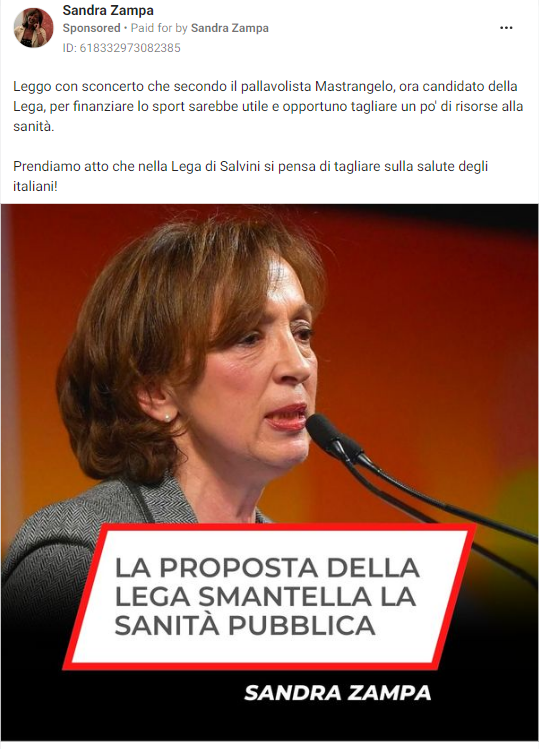 Sandra Zampa
Sponsored • Paid for by Sandra Zampa
ID: 618332973082385
Leggo con sconcerto che secondo il pallavolista Mastrangelo, ora candidato della
Lega, per finanziare lo sport sarebbe utile e opportuno tagliare un po' di risorse alla
sanità.
Prendiamo atto che nella Lega di Salvini si pensa di tagliare sulla salute degli
italiani!
LA PROPOSTA DELLA
LEGA SMANTELLA LA
SANITÀ PUBBLICA
SANDRA ZAMPA